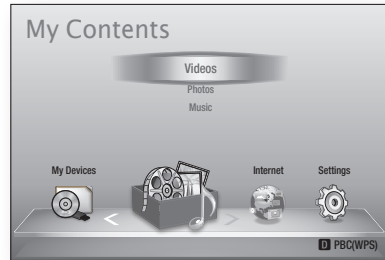 My Contents
Videos
Photos
Music
My Devices
Internet
Settings
D PBC(WPS)